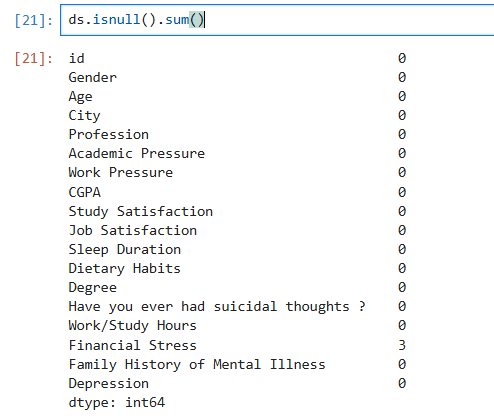 [21]: ds.isnull().sum()
[21]: id 0
Gender 0
Age 0
City 0
Profession 0
Academic Pressure 0
Work Pressure 0
CGPA 0
Study Satisfaction 0
Job Satisfaction 0
Sleep Duration 0
Dietary Habits 0
Degree 0
Have you ever had suicidal thoughts ? 0
Work/Study Hours 0
Financial Stress 3
Family History of Mental Illness 0
Depression 0
dtype: int64